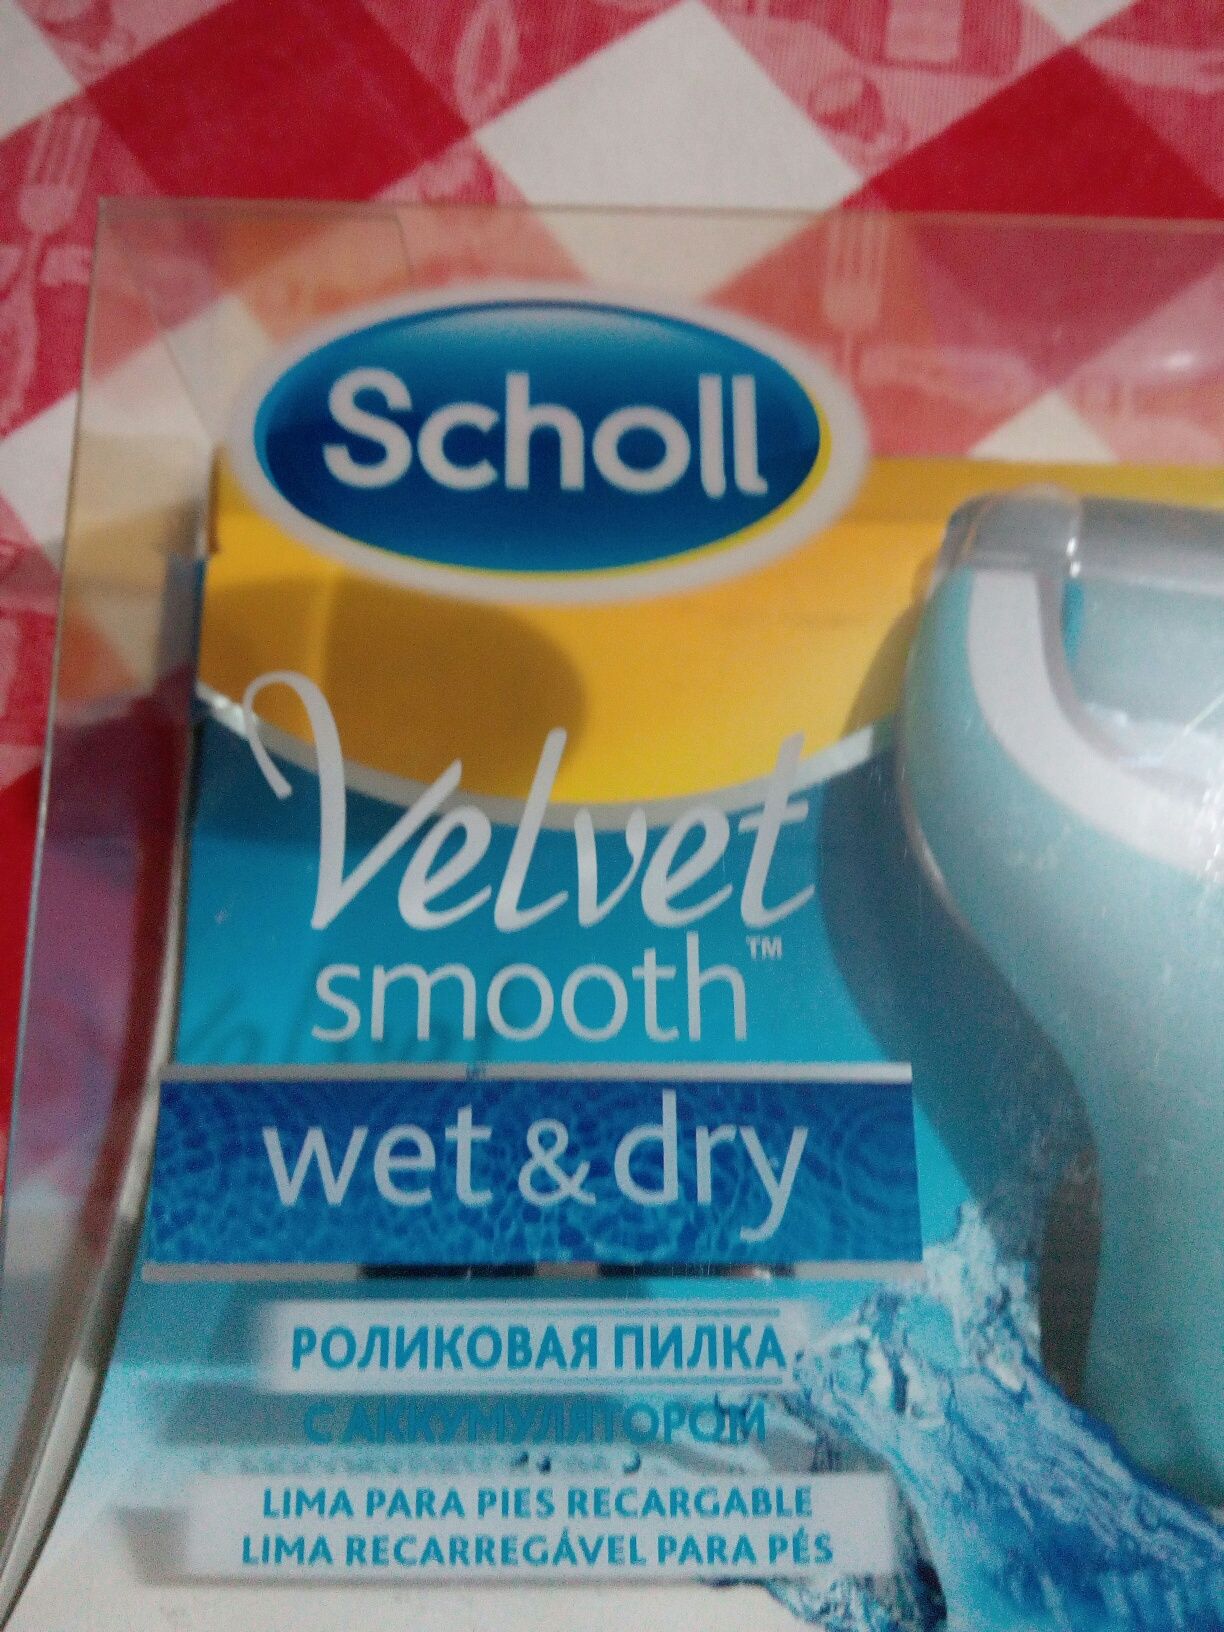 Scholl
Velvet
smooth™
wet & dry
РОЛИКОВАЯ ПИЛКА
С АККУМУЛЯТОРОМ
LIMA PARA PIES RECARGABLE
LIMA RECARREGÁVEL PARA PÉS